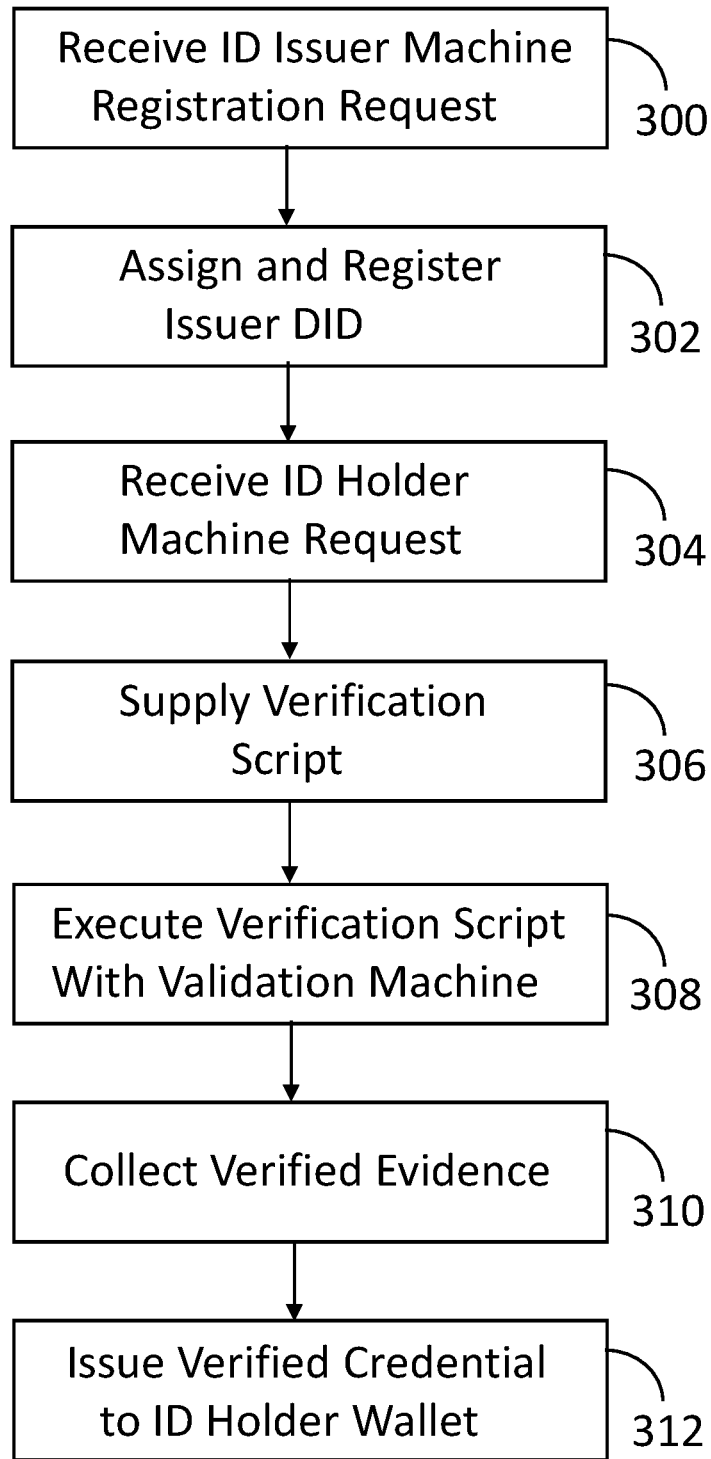 Receive ID Issuer Machine
Registration Request
300
Assign and Register
Issuer DID
302
Receive ID Holder
Machine Request
304
Supply Verification
Script
306
Execute Verification Script
With Validation Machine
308
Collect Verified Evidence
310
Issue Verified Credential
to ID Holder Wallet
312